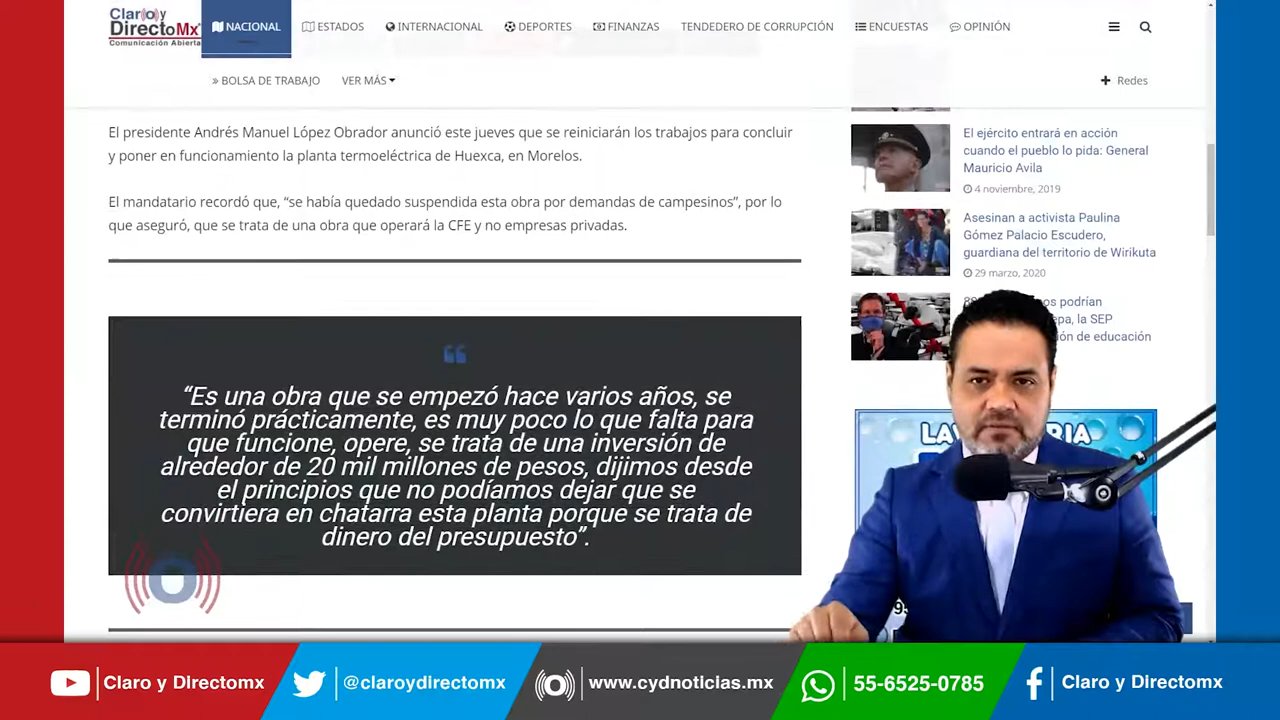 Claro y
DirectoMx
Comunicación Abierta
NACIONAL
ESTADOS
INTERNACIONAL
DEPORTES
FINANZAS
TENDEDERO DE CORRUPCIÓN
ENCUESTAS
OPINIÓN
» BOLSA DE TRABAJO
VER MÁS
Redes
El presidente Andrés Manuel López Obrador anunció este jueves que se reiniciarán los trabajos para concluir
y poner en funcionamiento la planta termoeléctrica de Huexca, en Morelos.
El mandatario recordó que, “se había quedado suspendida esta obra por demandas de campesinos”, por lo
que aseguró, que se trata de una obra que operará la CFE y no empresas privadas.
“Es una obra que se empezó hace varios años, se
terminó prácticamente, es muy poco lo que falta para
que funcione, opere, se trata de una inversión de
alrededor de 20 mil millones de pesos, dijimos desde
el principios que no podíamos dejar que se
convirtiera en chatarra esta planta porque se trata de
dinero del presupuesto”.
El ejército entrará en acción
cuando el pueblo lo pida: General
Mauricio Avila
4 noviembre, 2019
Asesinan a activista Paulina
Gómez Palacio Escudero,
guardiana del territorio de Wirikuta
29 marzo, 2020
podrían
la SEP
de educación
Claro y Directomx
@claroydirectomx
www.cydnoticias.mx
55-6525-0785
Claro y Directomx